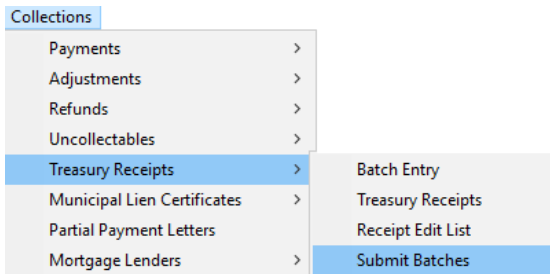 Collections
Payments
Adjustments
Refunds
Uncollectables
Treasury Receipts
Municipal Lien Certificates
Partial Payment Letters
Mortgage Lenders
Batch Entry
Treasury Receipts
Receipt Edit List
Submit Batches